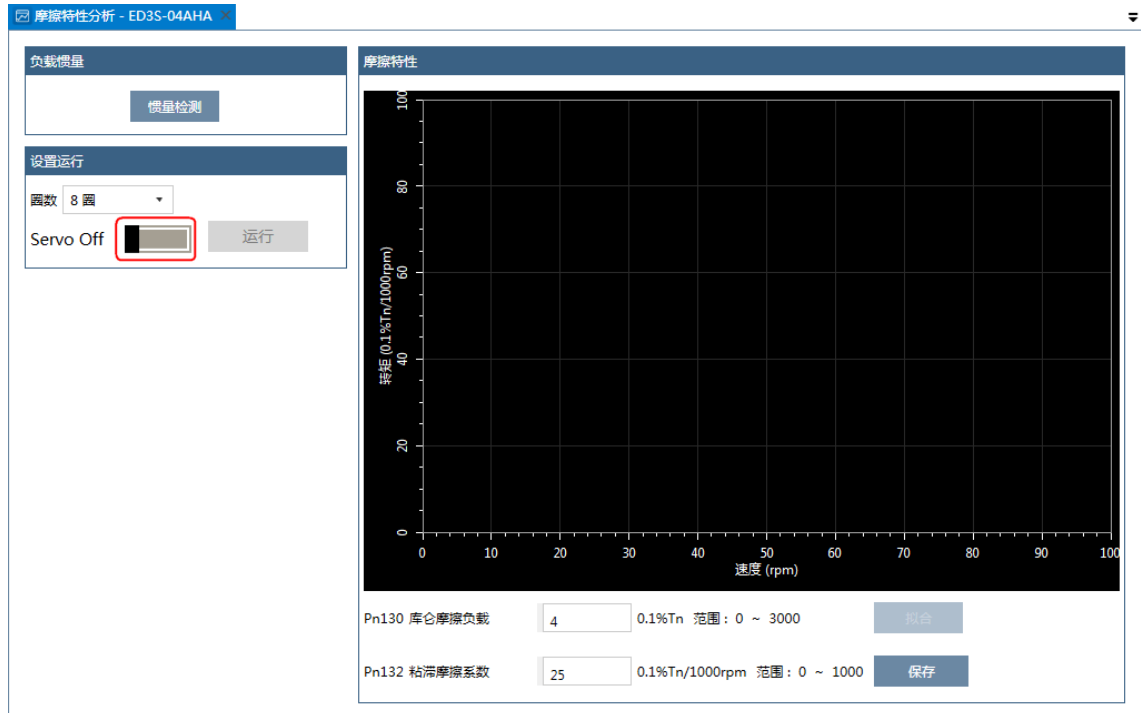 摩擦特性分析 - ED3S-04AHA ×
负载惯量
惯量检测
设置运行
圈数 8 圈
Servo Off 运行
摩擦特性
转矩 (0.1%Tn/1000rpm)
100
80
60
40
20
0
0 10 20 30 40 50 60 70 80 90 100
速度 (rpm)
Pn130 库仑摩擦负载 4 0.1%Tn 范围：0 ~ 3000 拟合
Pn132 粘滞摩擦系数 25 0.1%Tn/1000rpm 范围：0 ~ 1000 保存